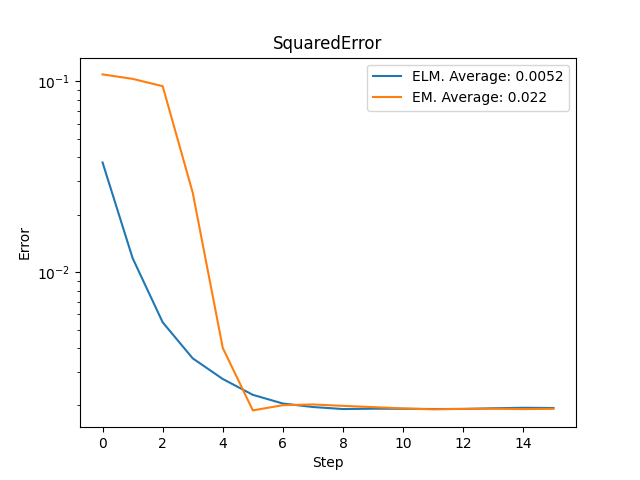 SquaredError
ELM. Average: 0.0052
EM. Average: 0.022
Error
10⁻¹
10⁻²
0 2 4 6 8 10 12 14
Step